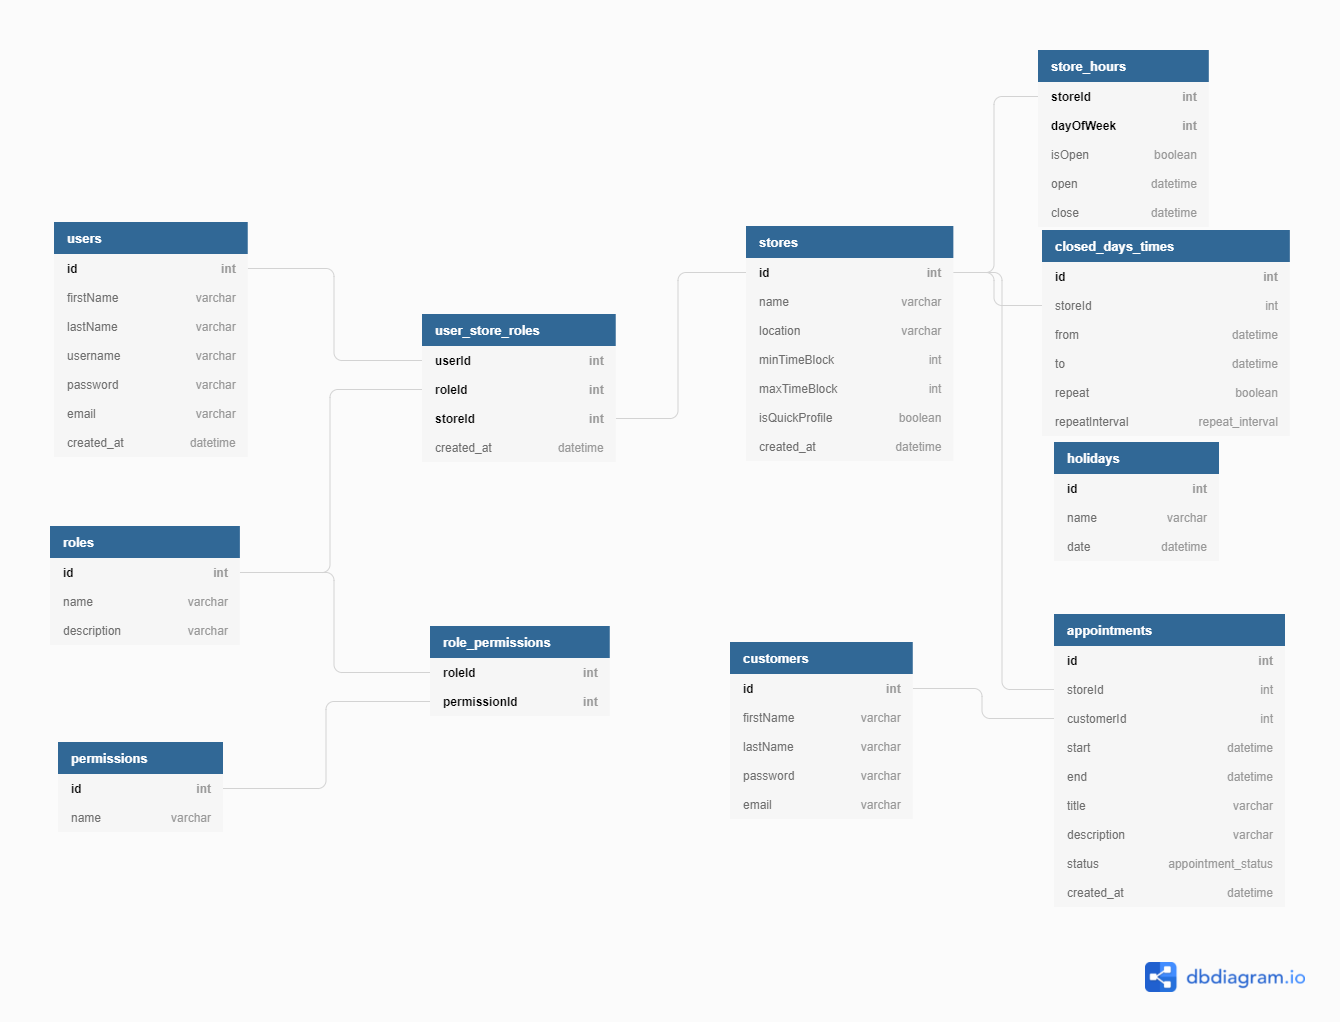 store_hours
storeId int
dayOfWeek int
isOpen boolean
open datetime
close datetime
users
id int
firstName varchar
lastName varchar
username varchar
password varchar
email varchar
created_at datetime
stores
id int
name varchar
location varchar
minTimeBlock int
maxTimeBlock int
isQuickProfile boolean
created_at datetime
closed_days_times
id int
storeId int
from datetime
to datetime
repeat boolean
repeatInterval repeat_interval
user_store_roles
userId int
roleId int
storeId int
created_at datetime
holidays
id int
name varchar
date datetime
roles
id int
name varchar
description varchar
role_permissions
roleId int
permissionId int
customers
id int
firstName varchar
lastName varchar
password varchar
email varchar
appointments
id int
storeId int
customerId int
start datetime
end datetime
title varchar
description varchar
status appointment_status
created_at datetime
permissions
id int
name varchar
dbdiagram.io